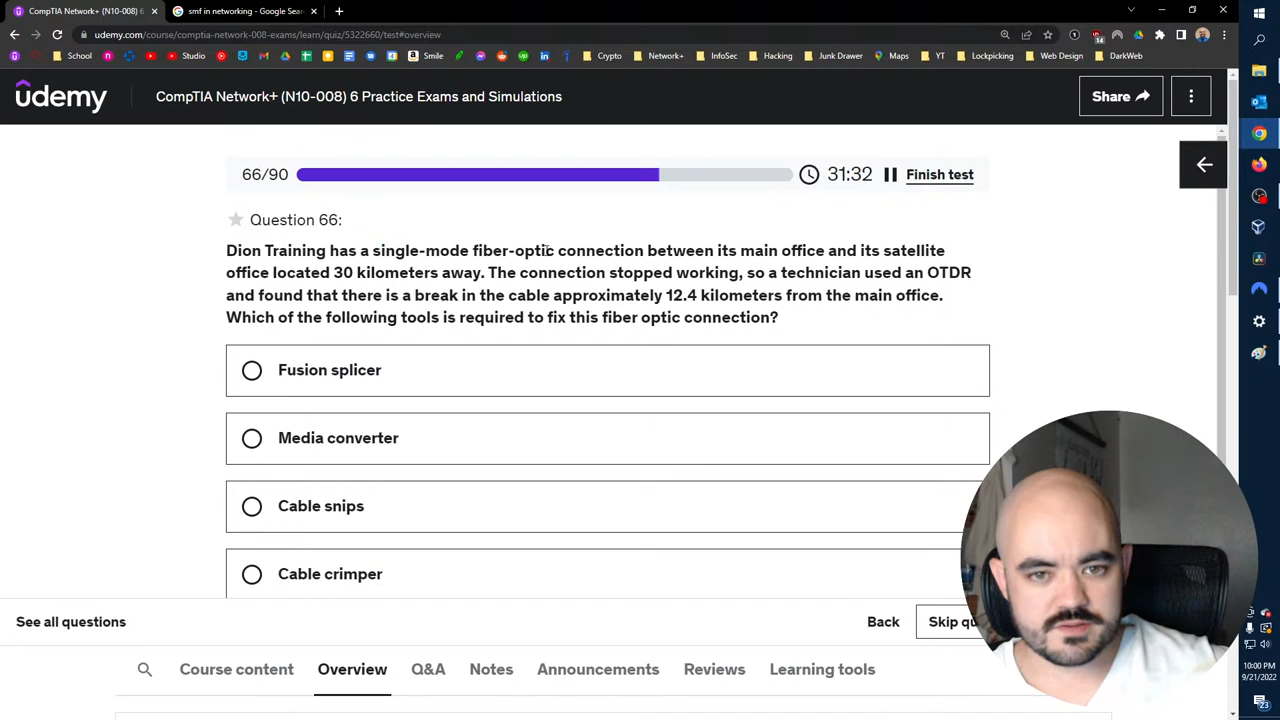 CompTIA Network+ (N10-008) 6
smf in networking - Google Sear
udemy.com/course/comptia-network-008-exams/learn/quiz/5322660/test#overview
School
Studio
Smile
Crypto
Network+
InfoSec
Hacking
Junk Drawer
Maps
YT
Lockpicking
Web Design
DarkWeb
ûdemy
CompTIA Network+ (N10-008) 6 Practice Exams and Simulations
Share
66/90
31:32
Finish test
Question 66:
Dion Training has a single-mode fiber-optic connection between its main office and its satellite
office located 30 kilometers away. The connection stopped working, so a technician used an OTDR
and found that there is a break in the cable approximately 12.4 kilometers from the main office.
Which of the following tools is required to fix this fiber optic connection?
Fusion splicer
Media converter
Cable snips
Cable crimper
See all questions
Back
Skip qu
Course content
Overview
Q&A
Notes
Announcements
Reviews
Learning tools
10:00 PM
9/21/2022
23